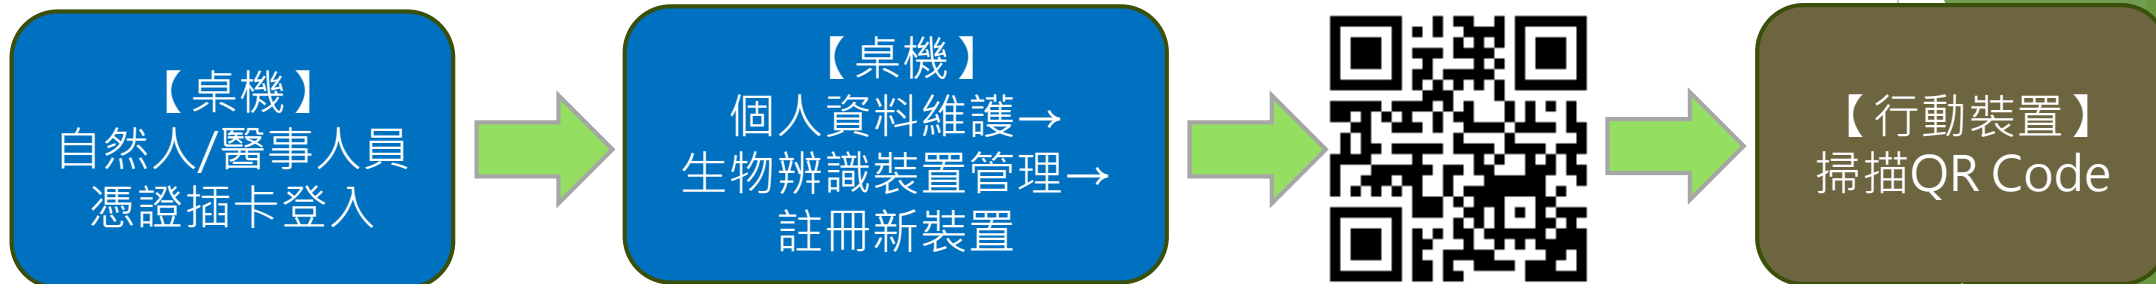 【桌機】
自然人/醫事人員
憑證插卡登入
【桌機】
個人資料維護→
生物辨識裝置管理→
註冊新裝置
【行動裝置】
掃描QR Code